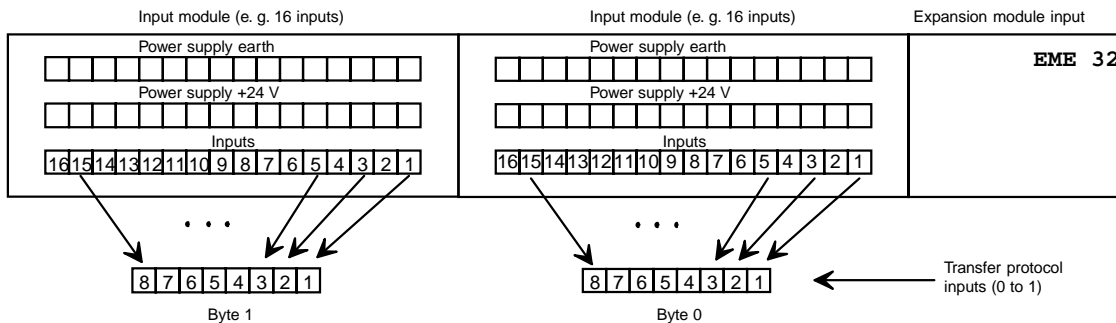 Input module (e. g. 16 inputs) Input module (e. g. 16 inputs) Expansion module input
Power supply earth Power supply earth EME 32
Power supply +24 V Power supply +24 V
Inputs Inputs
16 15 14 13 12 11 10 9 8 7 6 5 4 3 2 1 16 15 14 13 12 11 10 9 8 7 6 5 4 3 2 1
8 7 6 5 4 3 2 1 8 7 6 5 4 3 2 1 Transfer protocol
inputs (0 to 1)
Byte 1 Byte 0